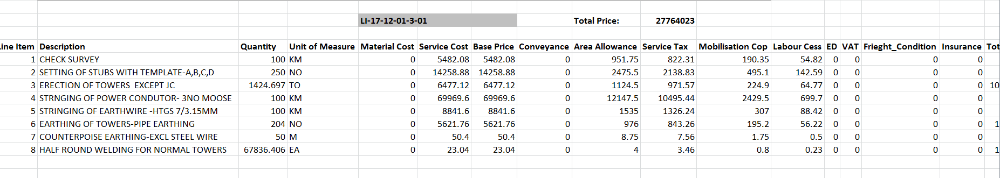 LI-17-12-01-3-01 Total Price: 27764023
Line Item Description Quantity Unit of Measure Material Cost Service Cost Base Price Conveyance Area Allowance Service Tax Mobilisation Cop Labour Cess ED VAT Frieght_Condition Insurance Tot
1 CHECK SURVEY 100 KM 0 5482.08 5482.08 0 951.75 822.31 190.35 54.82 0 0 0 0
2 SETTING OF STUBS WITH TEMPLATE-A,B,C,D 250 NO 0 14258.88 14258.88 0 2475.5 2138.83 495.1 142.59 0 0 0 0
3 ERECTION OF TOWERS  EXCEPT JC 1424.697 TO 0 6477.12 6477.12 0 1124.5 971.57 224.9 64.77 0 0 0 0 10
4 STRNGING OF POWER CONDUTOR- 3NO MOOSE 100 KM 0 69969.6 69969.6 0 12147.5 10495.44 2429.5 699.7 0 0 0 0
5 STRINGING OF EARTHWIRE -HTGS 7/3.15MM 100 KM 0 8841.6 8841.6 0 1535 1326.24 307 88.42 0 0 0 0
6 EARTHING OF TOWERS-PIPE EARTHING 204 NO 0 5621.76 5621.76 0 976 843.26 195.2 56.22 0 0 0 0 1
7 COUNTERPOISE EARTHING-EXCL STEEL WIRE 50 M 0 50.4 50.4 0 8.75 7.56 1.75 0.5 0 0 0 0
8 HALF ROUND WELDING FOR NORMAL TOWERS 67836.406 EA 0 23.04 23.04 0 4 3.46 0.8 0.23 0 0 0 0 1